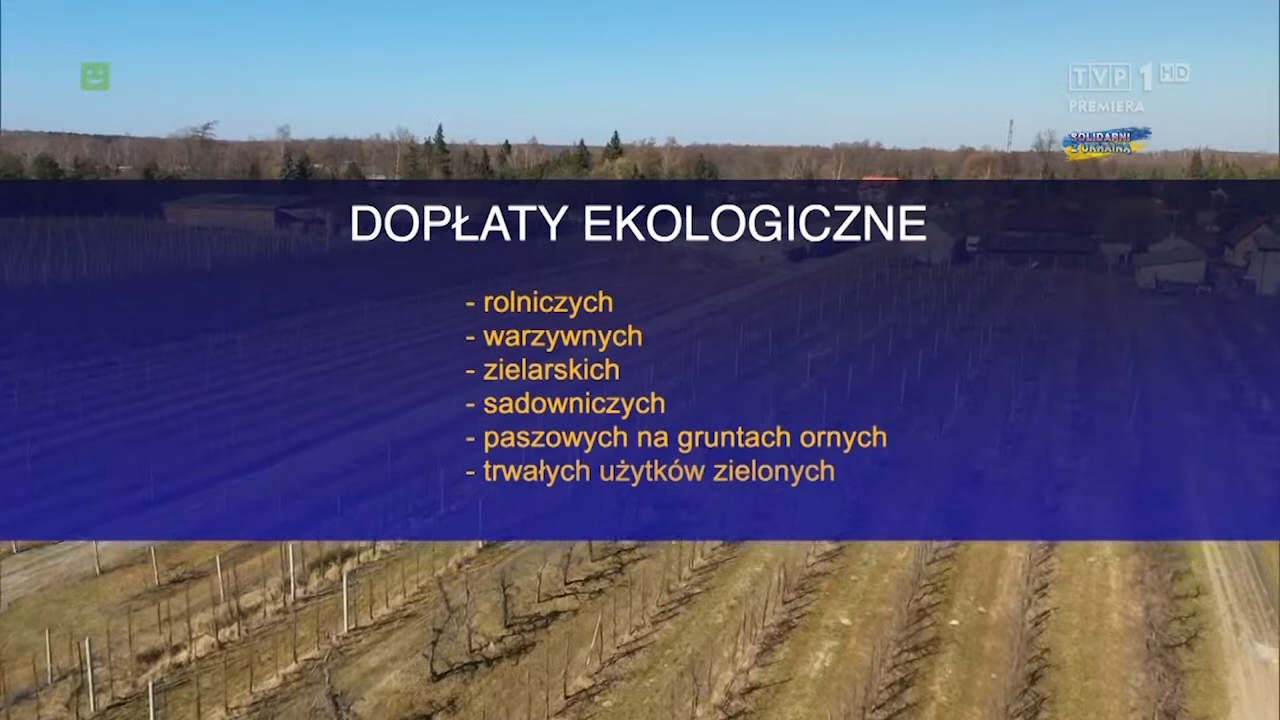 TVP 1 HD
PREMIERA
SOLIDARNI
Z UKRAINĄ
DOPŁATY EKOLOGICZNE
- rolniczych
- warzywnych
- zielarskich
- sadowniczych
- paszowych na gruntach ornych
- trwałych użytków zielonych